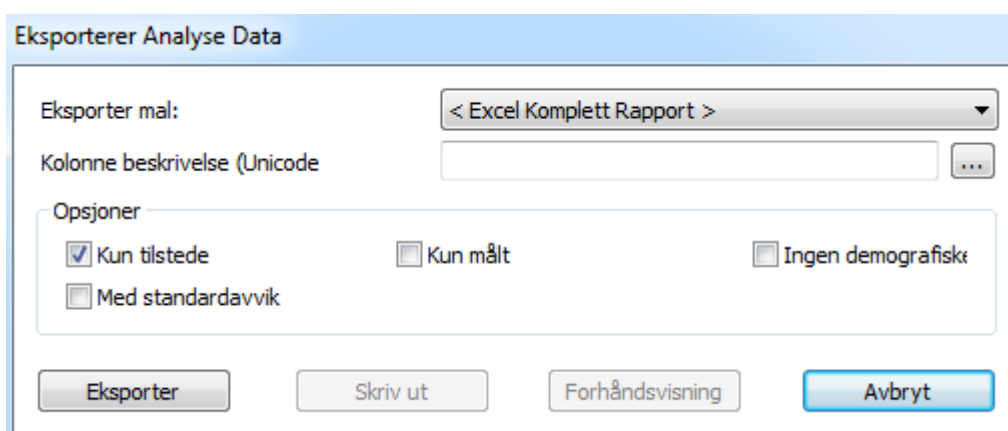 Eksporterer Analyse Data
Eksporter mal: < Excel Komplett Rapport >
Kolonne beskrivelse (Unicode ...
Opsjoner
Kun tilstede Kun målt Ingen demografiske
Med standardavvik
Eksporter Skriv ut Forhåndsvisning Avbryt